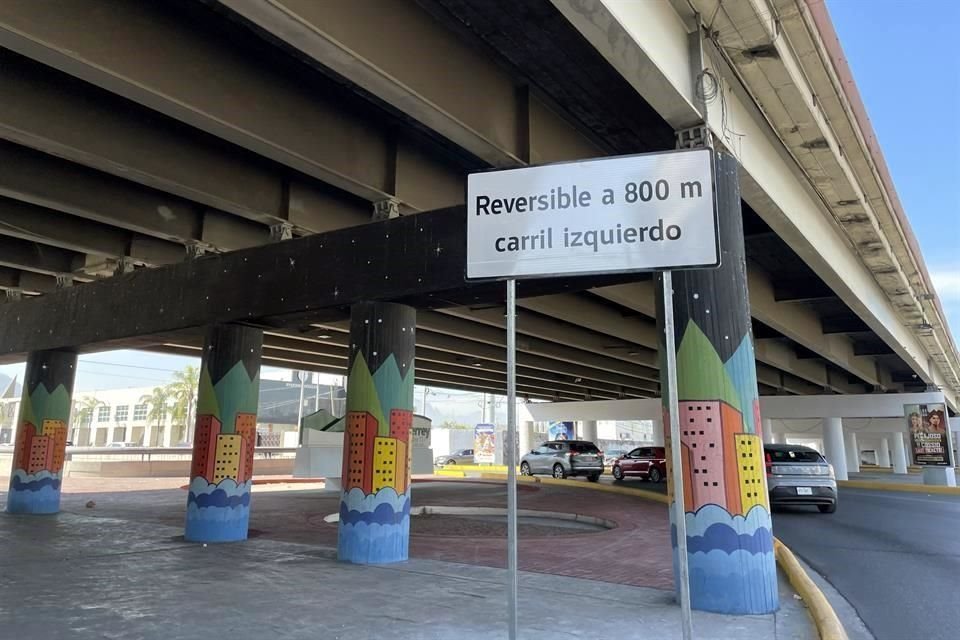 Reversible a 800 m
carril izquierdo